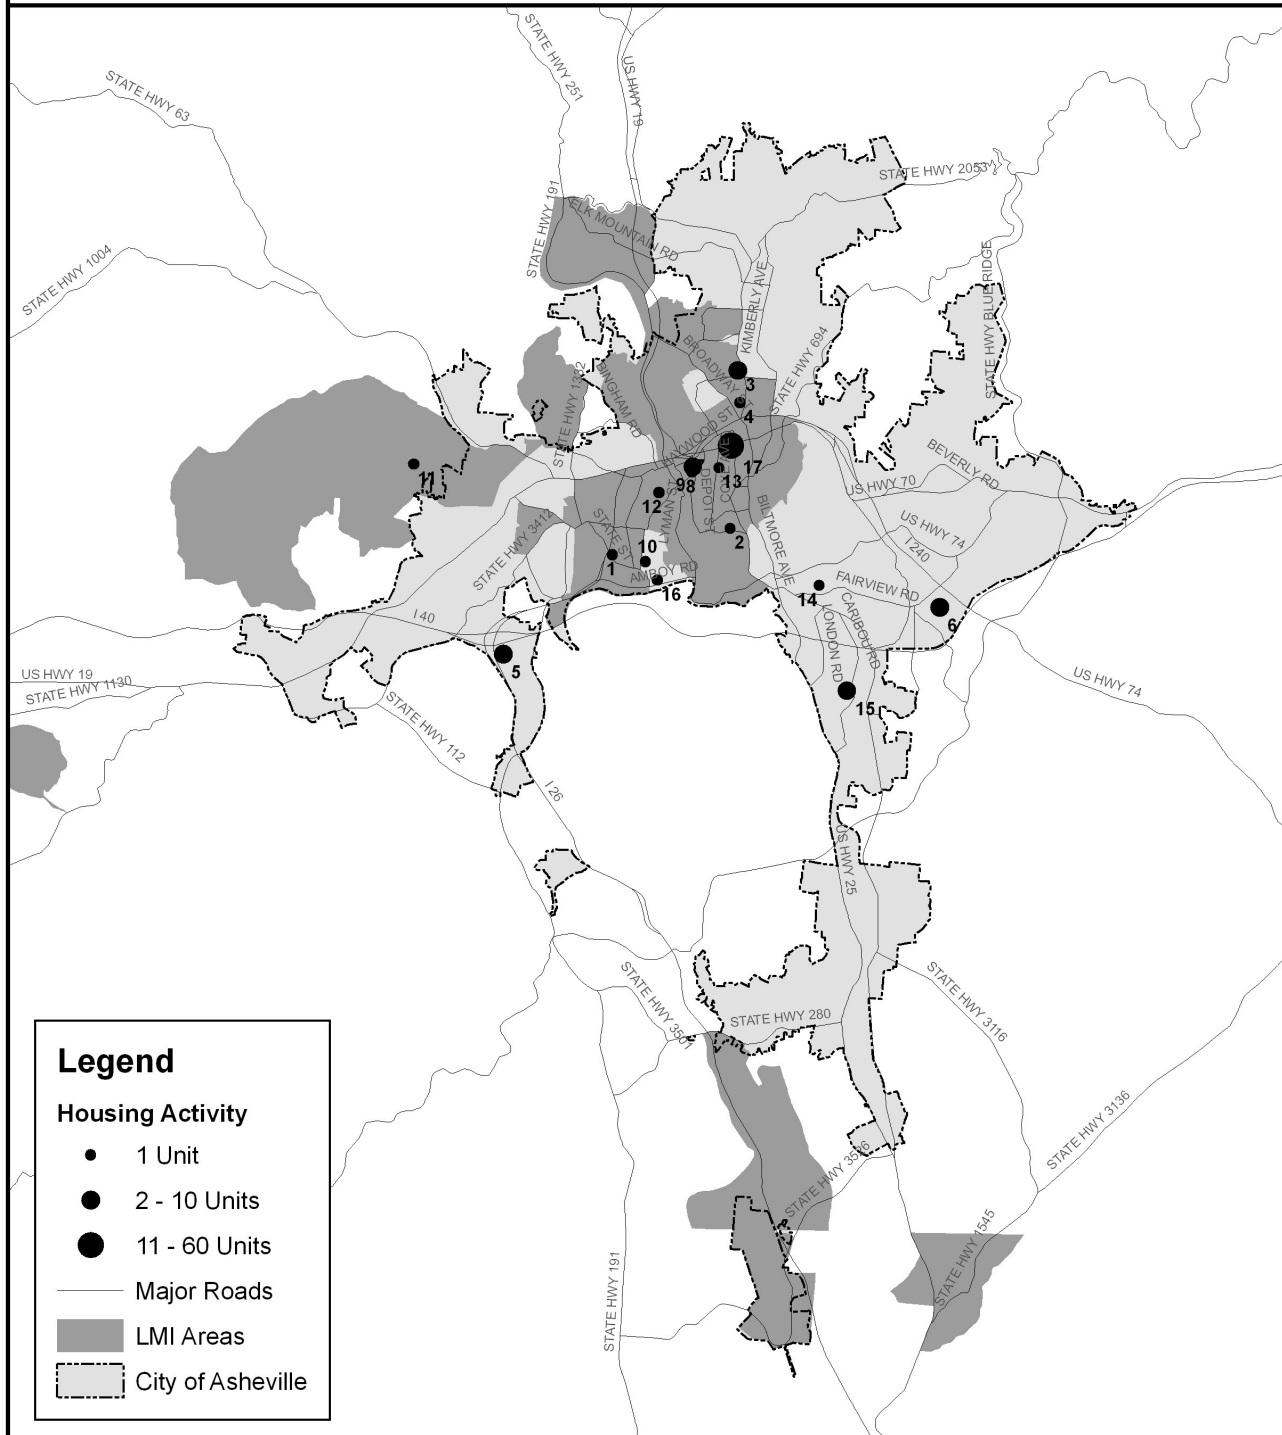 STATE HWY 251
US HWY 19
STATE HWY 63
STATE HWY 2053
STATE HWY 191
ELK MOUNTAIN RD
STATE HWY 1004
KIMBERLY AVE
STATE HWY BLUE RIDGE
STATE HWY 694
BROADWAY ST
3
STATE HWY 1332
BINGHAM RD
4
HAYWOOD ST
17
BEVERLY RD
11
98
13
US HWY 70
12
LYMAN ST
DEPOT ST
BILTMORE AVE
US HWY 74
STATE HWY 3412
STATE ST
10
2
I 240
1
AMBOY RD
16
14
FAIRVIEW RD
CARIBOU RD
LONDON RD
6
I 40
5
US HWY 19
STATE HWY 1130
US HWY 74
15
STATE HWY 112
I 26
US HWY 25
STATE HWY 3501
STATE HWY 280
STATE HWY 3116
STATE HWY 3136
STATE HWY 3526
STATE HWY 1545
STATE HWY 191
Legend
Housing Activity
1 Unit
2 - 10 Units
11 - 60 Units
Major Roads
LMI Areas
City of Asheville